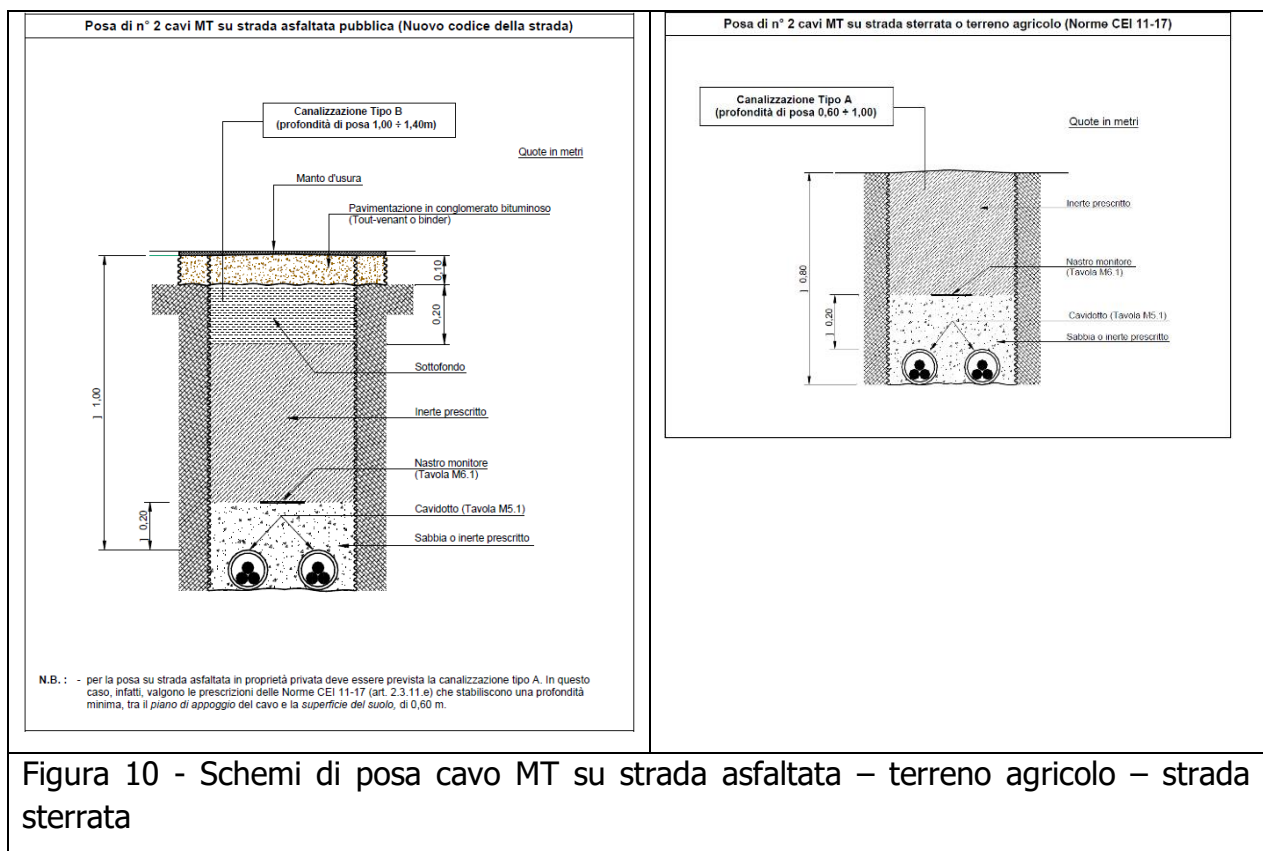 Posa di n° 2 cavi MT su strada asfaltata pubblica (Nuovo codice della strada)
Canalizzazione Tipo B
(profondità di posa 1,00 ÷ 1,40m)
Quote in metri
Manto d'usura
Pavimentazione in conglomerato bituminoso
(Tout-venant o binder)
0,10
0,20
Sottofondo
] 1,00
Inerte prescritto
Nastro monitore
(Tavola M6.1)
] 0,20
Cavidotto (Tavola M5.1)
Sabbia o inerte prescritto
N.B. : - per la posa su strada asfaltata in proprietà privata deve essere prevista la canalizzazione tipo A. In questo
caso, infatti, valgono le prescrizioni delle Norme CEI 11-17 (art. 2.3.11.e) che stabiliscono una profondità
minima, tra il piano di appoggio del cavo e la superficie del suolo, di 0,60 m.
Posa di n° 2 cavi MT su strada sterrata o terreno agricolo (Norme CEI 11-17)
Canalizzazione Tipo A
(profondità di posa 0,60 ÷ 1,00)
Quote in metri
Inerte prescritto
] 0,80
Nastro monitore
(Tavola M6.1)
] 0,20
Cavidotto (Tavola M5.1)
Sabbia o inerte prescritto
Figura 10 - Schemi di posa cavo MT su strada asfaltata – terreno agricolo – strada
sterrata